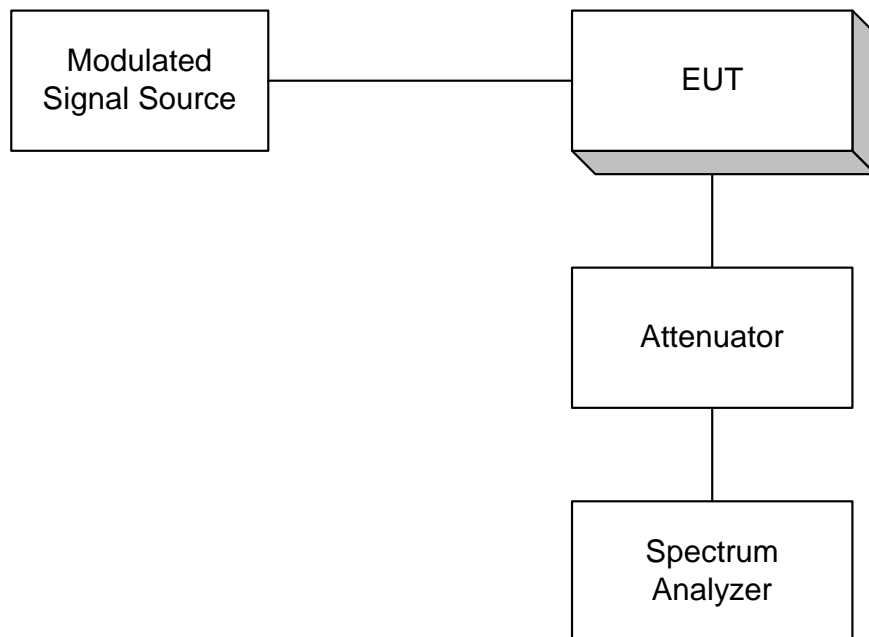 Modulated
Signal Source
EUT
Attenuator
Spectrum
Analyzer